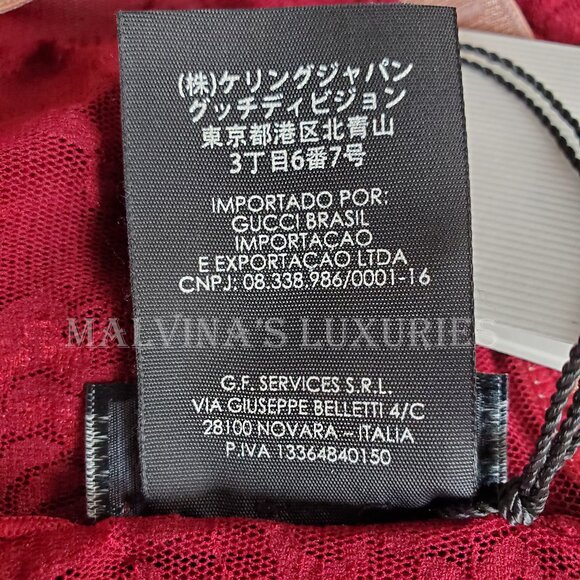 (株)ケリングジャパン
グッチディビジョン
東京都港区北青山
3丁目6番7号
IMPORTADO POR:
GUCCI BRASIL
IMPORTAÇAO
E EXPORTAÇAO LTDA
CNPJ: 08.338.986/0001-16
MALVINA'S LUXURIES
G.F. SERVICES S.R.L.
VIA GIUSEPPE BELLETTI 4/C
28100 NOVARA – ITALIA
P.IVA 13364840150